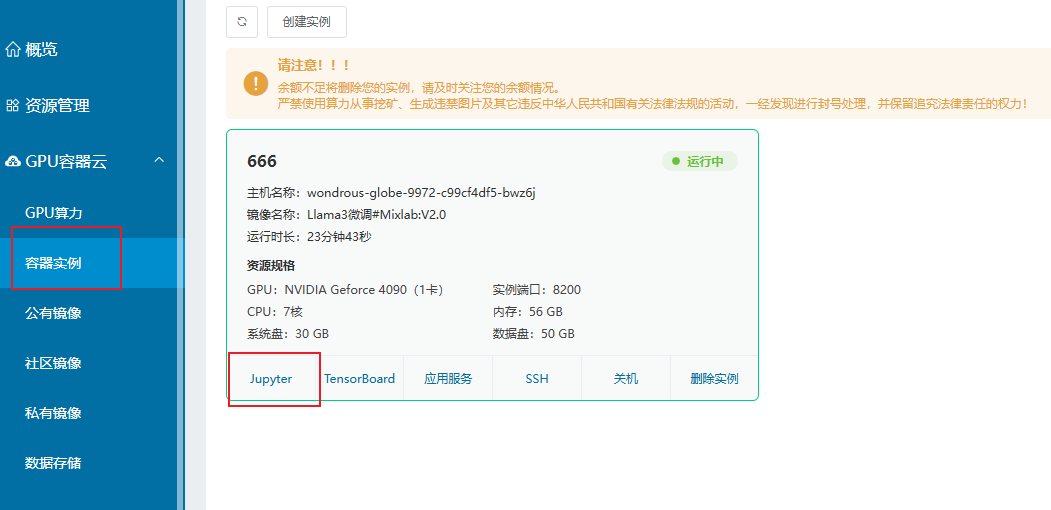 概览
资源管理
GPU容器云
GPU算力
容器实例
公有镜像
社区镜像
私有镜像
数据存储
创建实例
请注意！！！
余额不足将删除您的实例，请及时关注您的余额情况。
严禁使用算力从事挖矿、生成违禁图片及其它违反中华人民共和国有关法律法规的活动，一经发现进行封号处理，并保留追究法律责任的权力！
666 运行中
主机名称：wondrous-globe-9972-c99cf4df5-bwz6j
镜像名称：Llama3微调#Mixlab:V2.0
运行时长：23分钟43秒
资源规格
GPU：NVIDIA Geforce 4090（1卡） 实例端口：8200
CPU：7核 内存：56 GB
系统盘：30 GB 数据盘：50 GB
Jupyter TensorBoard 应用服务 SSH 关机 删除实例